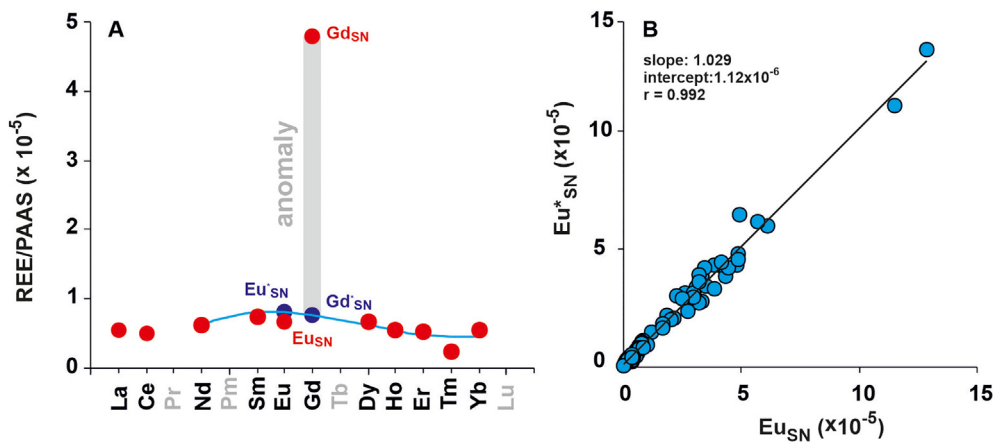 A
REE/PAAS (x 10-5)
5
4
3
2
1
0
anomaly
GdSN
Eu*SN
Gd*SN
EuSN
La
Ce
Pr
Nd
Pm
Sm
Eu
Gd
Tb
Dy
Ho
Er
Tm
Yb
Lu
B
slope: 1.029
intercept:1.12x10-6
r = 0.992
Eu*SN (x10-5)
15
10
5
0
0
5
10
15
EuSN (x10-5)